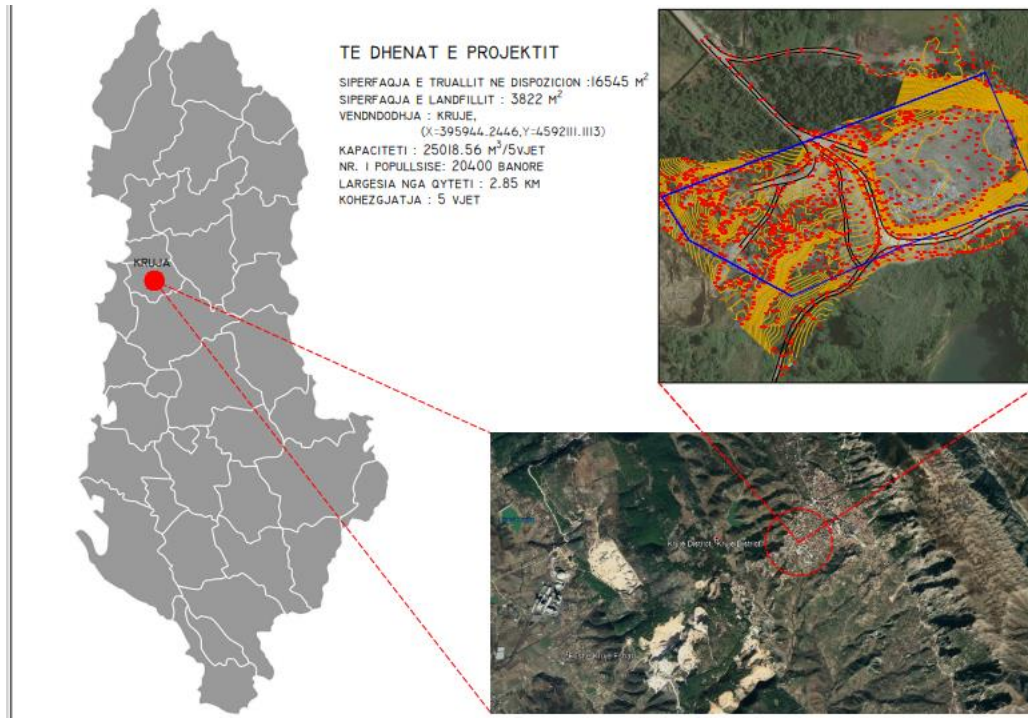 TE DHENAT E PROJEKTIT
SIPERFAQJA E TRUALLIT NE DISPOZICION :16545 M²
SIPERFAQJA E LANDFILLIT : 3822 M²
VENDNDODHJA : KRUJE,
(X=395944.2446,Y=4592111.1113)
KAPACITETI : 25018.56 M³/5VJET
NR. I POPULLSISE: 20400 BANORE
LARGESIA NGA QYTETI : 2.85 KM
KOHEZGJATJA : 5 VJET
KRUJA